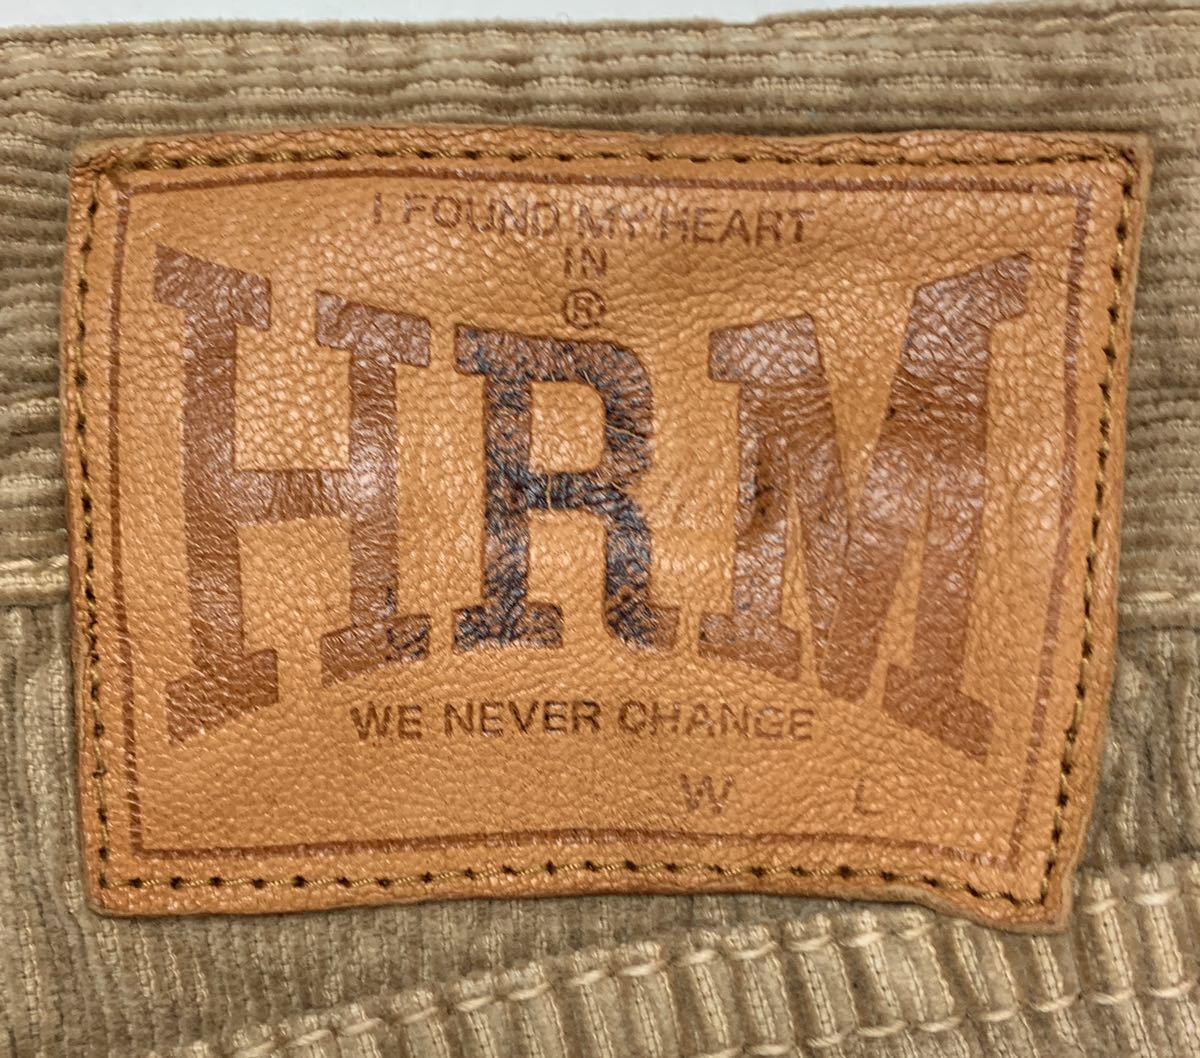 I FOUND MY HEART
IN
®
HRM
WE NEVER CHANGE
W L